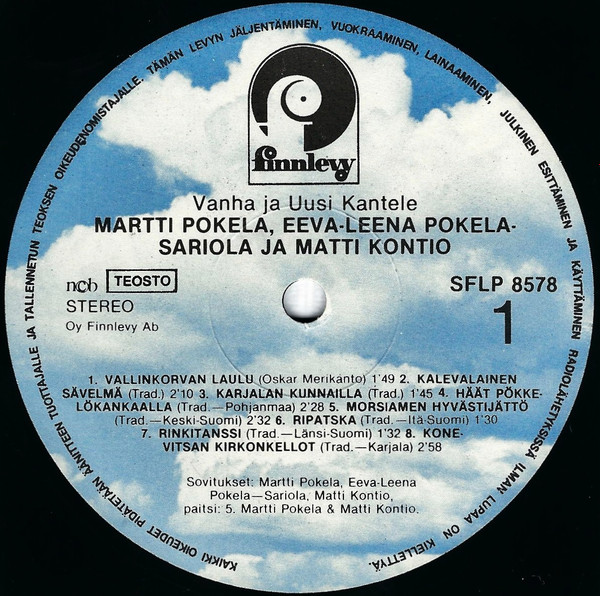 KAIKKI OIKEUDET PIDÄTETÄÄN ÄÄNITTEEN TUOTTAJALLE JA TALLENNETUN TEOKSEN OIKEUDENOMISTAJALLE. TÄMÄN LEVYN JÄLJENTÄMINEN, VUOKRAAMINEN, LAINAAMINEN, JULKINEN ESITTÄMINEN JA KÄYTTÄMINEN RADIOLÄHETYKSISSÄ ILMAN LUPAA ON KIELLETTYÄ.
finnlevy
Vanha ja Uusi Kantele
MARTTI POKELA, EEVA-LEENA POKELA-
SARIOLA JA MATTI KONTIO
ncb TEOSTO
STEREO
Oy Finnlevy Ab
SFLP 8578
1
1. VALLINKORVAN LAULU (Oskar Merikanto) 1'49 2. KALEVALAINEN
SÄVELMÄ (Trad.) 2'10 3. KARJALAN KUNNAILLA (Trad.) 1'45 4. HÄÄT PÖKKE-
LÖKANKAALLA (Trad.—Pohjanmaa) 2'28 5. MORSIAMEN HYVÄSTIJÄTTÖ
(Trad.—Keski-Suomi) 2'32 6. RIPATSKA (Trad.—Itä-Suomi) 1'30
7. RINKITANSSI (Trad.—Länsi-Suomi) 1'32 8. KONE-
VITSAN KIRKONKELLOT (Trad.—Karjala) 2'58
Sovitukset: Martti Pokela, Eeva-Leena
Pokela—Sariola, Matti Kontio,
paitsi: 5. Martti Pokela & Matti Kontio.